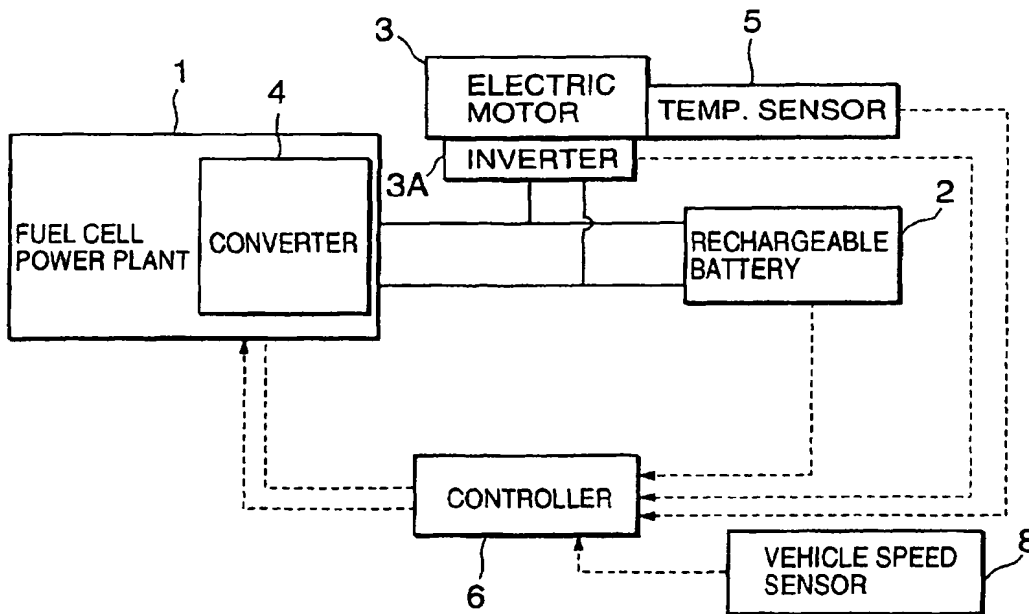 3
5
1
4
ELECTRIC
MOTOR
TEMP. SENSOR
INVERTER
3A
2
FUEL CELL
POWER PLANT
CONVERTER
RECHARGEABLE
BATTERY
CONTROLLER
6
VEHICLE SPEED
SENSOR
8